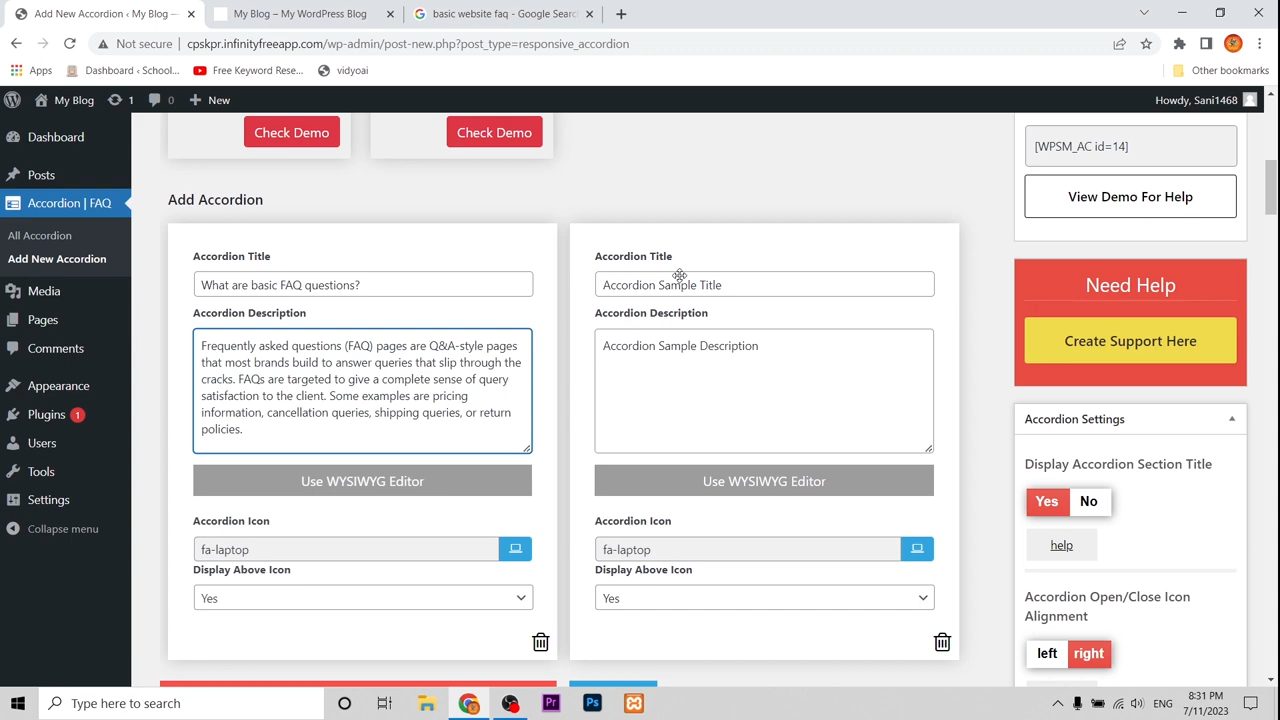 Add New Accordion ‹ My Blog —
My Blog – My WordPress Blog
basic website faq - Google Search
Not secure
cpskpr.infinityfreeapp.com/wp-admin/post-new.php?post_type=responsive_accordion
Apps
Dashboard ‹ School...
Free Keyword Rese...
vidyoai
Other bookmarks
My Blog
1
0
New
Howdy, Sani1468
Dashboard
Posts
Accordion | FAQ
All Accordion
Add New Accordion
Media
Pages
Comments
Appearance
Plugins 1
Users
Tools
Settings
Collapse menu
Check Demo
Check Demo
Add Accordion
Accordion Title
What are basic FAQ questions?
Accordion Description
Frequently asked questions (FAQ) pages are Q&A-style pages
that most brands build to answer queries that slip through the
cracks. FAQs are targeted to give a complete sense of query
satisfaction to the client. Some examples are pricing
information, cancellation queries, shipping queries, or return
policies.
Use WYSIWYG Editor
Accordion Icon
fa-laptop
Display Above Icon
Yes
Accordion Title
Accordion Sample Title
Accordion Description
Accordion Sample Description
Use WYSIWYG Editor
Accordion Icon
fa-laptop
Display Above Icon
Yes
[WPSM_AC id=14]
View Demo For Help
Need Help
Create Support Here
Accordion Settings
Display Accordion Section Title
Yes No
help
Accordion Open/Close Icon
Alignment
left right
Type here to search
Pr
Ps
ENG
8:31 PM
7/11/2023